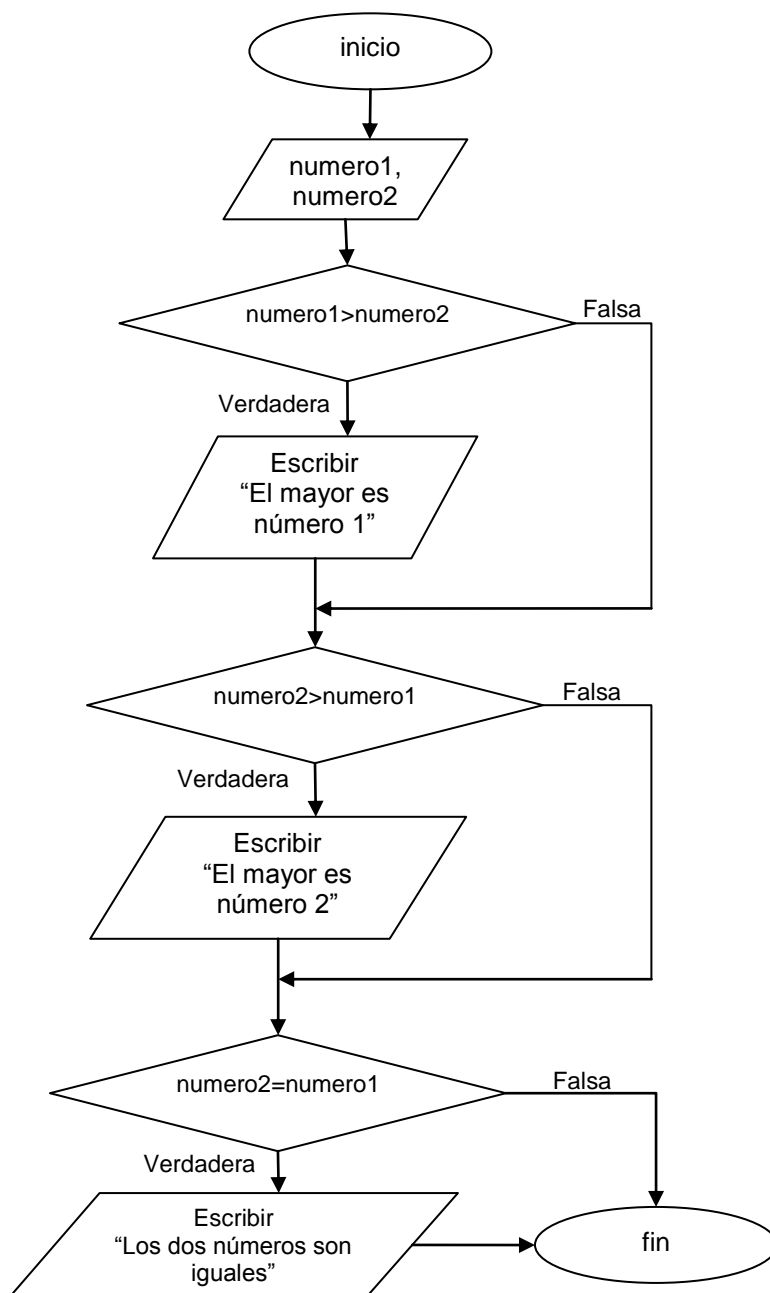 inicio
numero1,
numero2
numero1>numero2
Falsa
Verdadera
Escribir
“El mayor es
número 1”
numero2>numero1
Falsa
Verdadera
Escribir
“El mayor es
número 2”
numero2=numero1
Falsa
Verdadera
Escribir
“Los dos números son
iguales”
fin